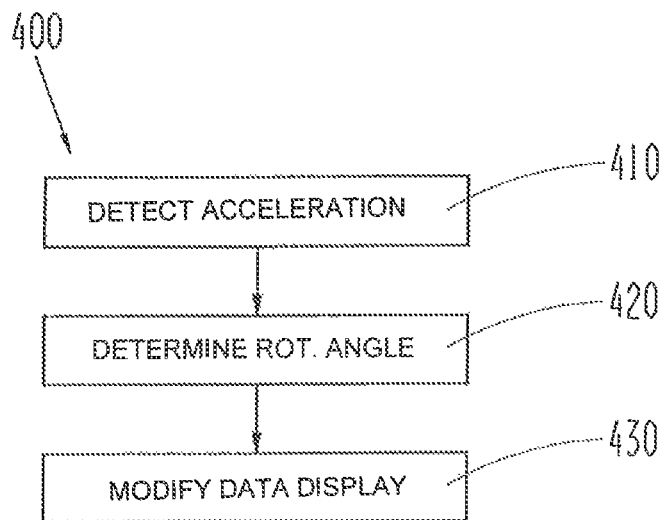 400
DETECT ACCELERATION
410
DETERMINE ROT. ANGLE
420
MODIFY DATA DISPLAY
430